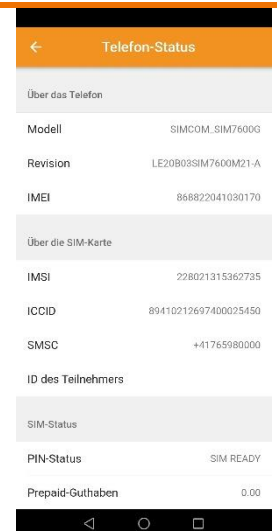 Telefon-Status
Über das Telefon
Modell SIMCOM_SIM7600G
Revision LE20B03SIM7600M21-A
IMEI 868822041030170
Über die SIM-Karte
IMSI 228021315362735
ICCID 89410212697400025450
SMSC +41765980000
ID des Teilnehmers
SIM-Status
PIN-Status SIM READY
Prepaid-Guthaben 0.00